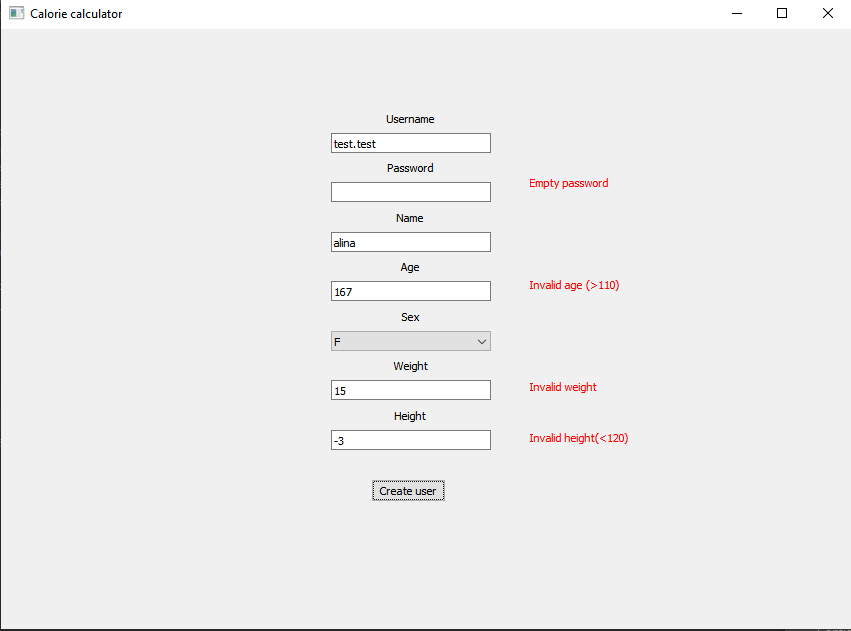 Calorie calculator
Username
test.test
Password
Empty password
Name
alina
Age
167
Invalid age (>110)
Sex
F
Weight
15
Invalid weight
Height
-3
Invalid height(<120)
Create user